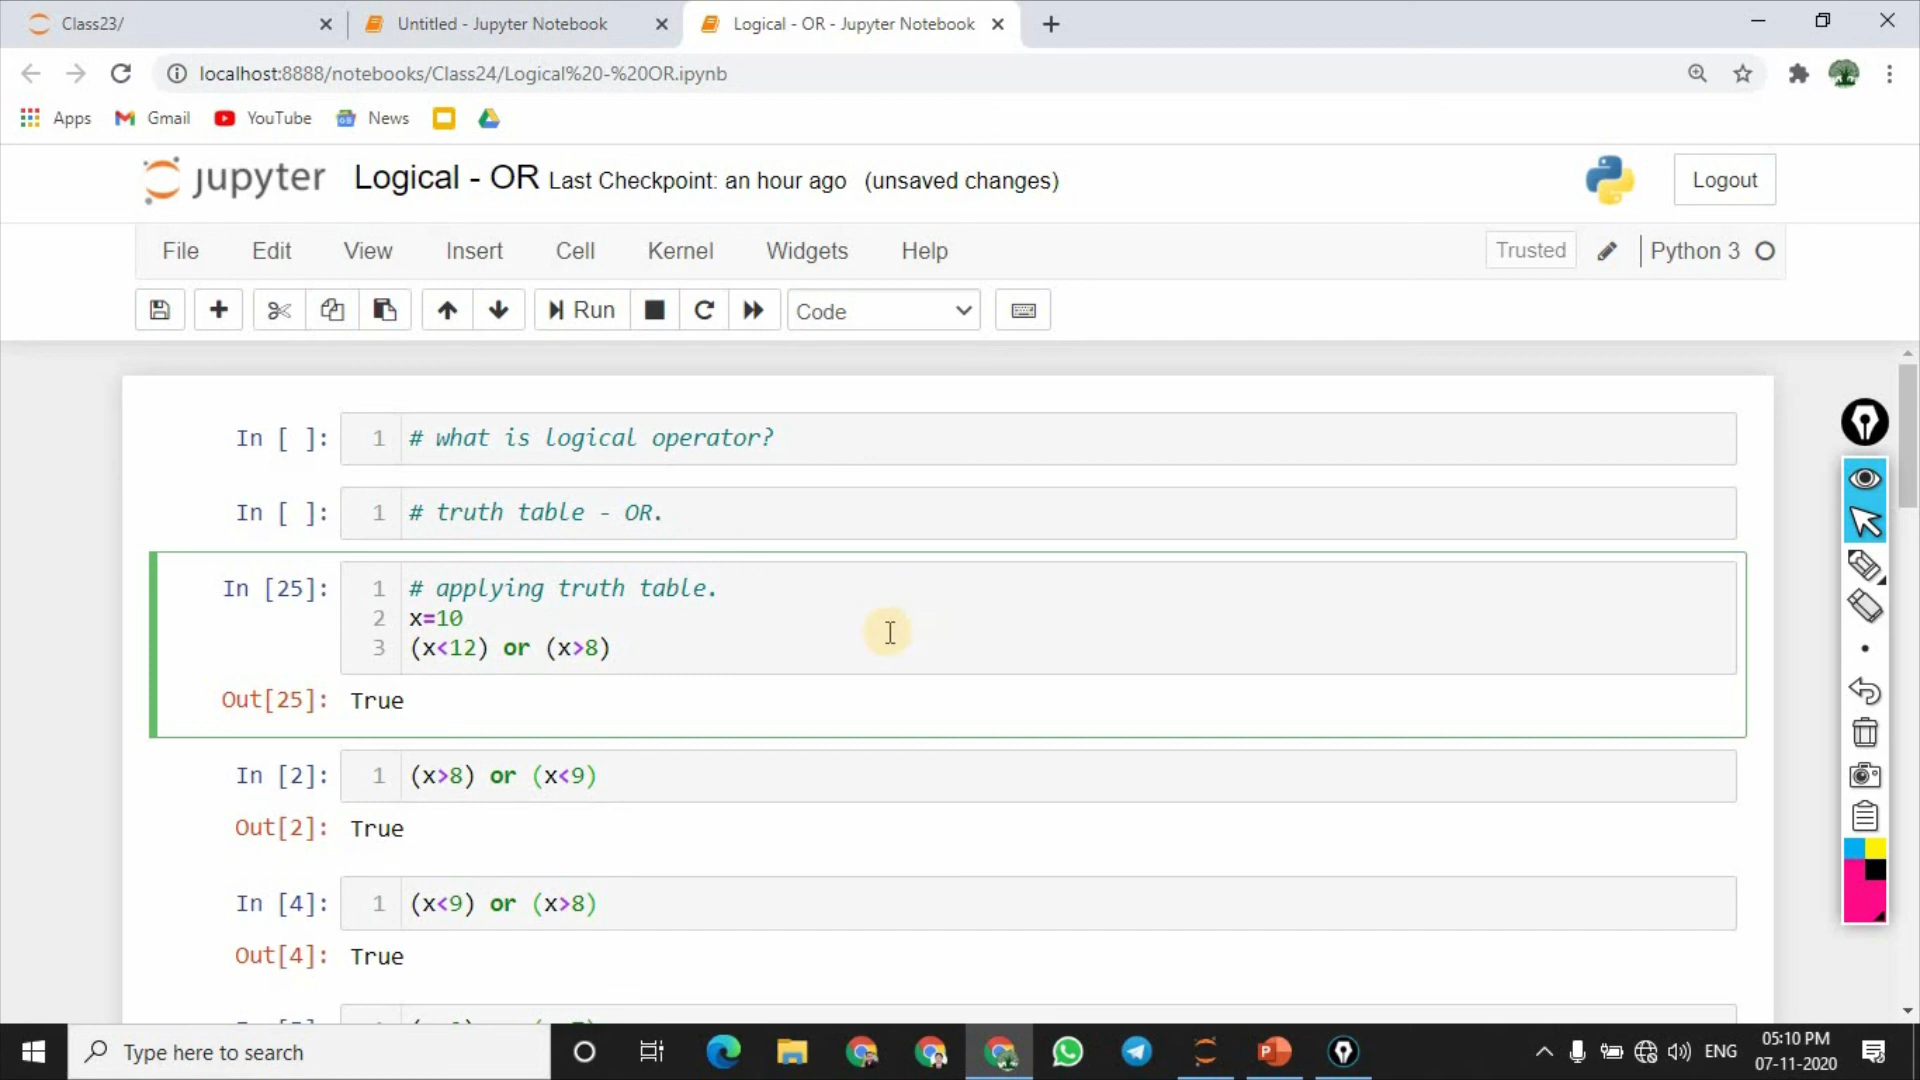 Class23/
Untitled - Jupyter Notebook
Logical - OR - Jupyter Notebook
localhost:8888/notebooks/Class24/Logical%20-%20OR.ipynb
Apps
Gmail
YouTube
News
jupyter
Logical - OR Last Checkpoint: an hour ago (unsaved changes)
Logout
File Edit View Insert Cell Kernel Widgets Help
Trusted
Python 3
Run
Code
In [ ]: 1 # what is logical operator?
In [ ]: 1 # truth table - OR.
In [25]: 1 # applying truth table.
2 x=10
3 (x<12) or (x>8)
Out[25]: True
In [2]: 1 (x>8) or (x<9)
Out[2]: True
In [4]: 1 (x<9) or (x>8)
Out[4]: True
Type here to search
ENG
05:10 PM
07-11-2020